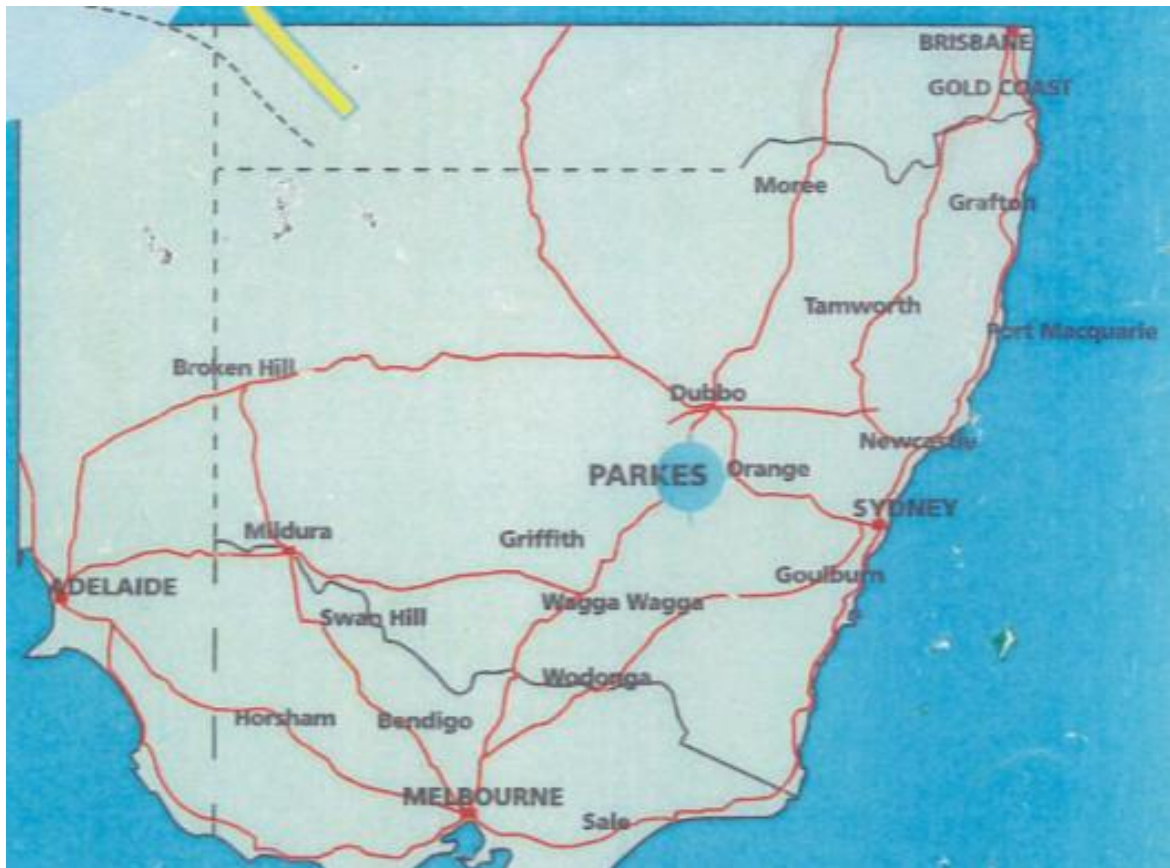 BRISBANE
GOLD COAST
Moree
Grafton
Tamworth
Port Macquarie
Broken Hill
Dubbo
Newcastle
PARKES
Orange
SYDNEY
Mildura
Griffith
ADELAIDE
Goulburn
Wagga Wagga
Swan Hill
Wodonga
Horsham
Bendigo
MELBOURNE
Sale